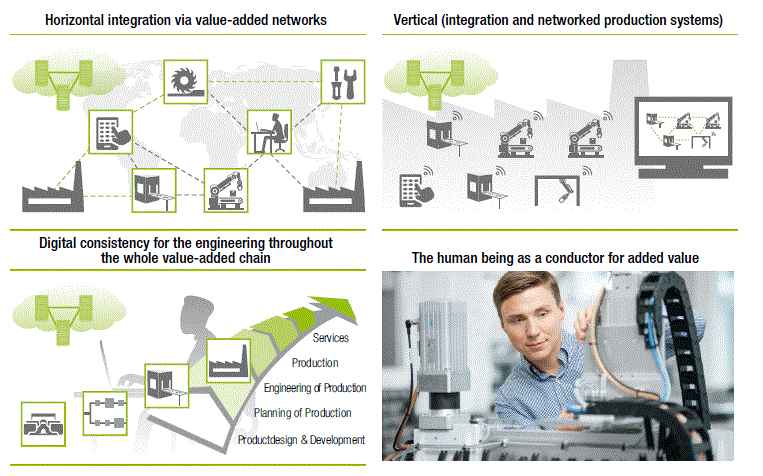 Horizontal integration via value-added networks
Vertical (integration and networked production systems)
Digital consistency for the engineering throughout
the whole value-added chain
Services
Production
Engineering of Production
Planning of Production
Productdesign & Development
The human being as a conductor for added value